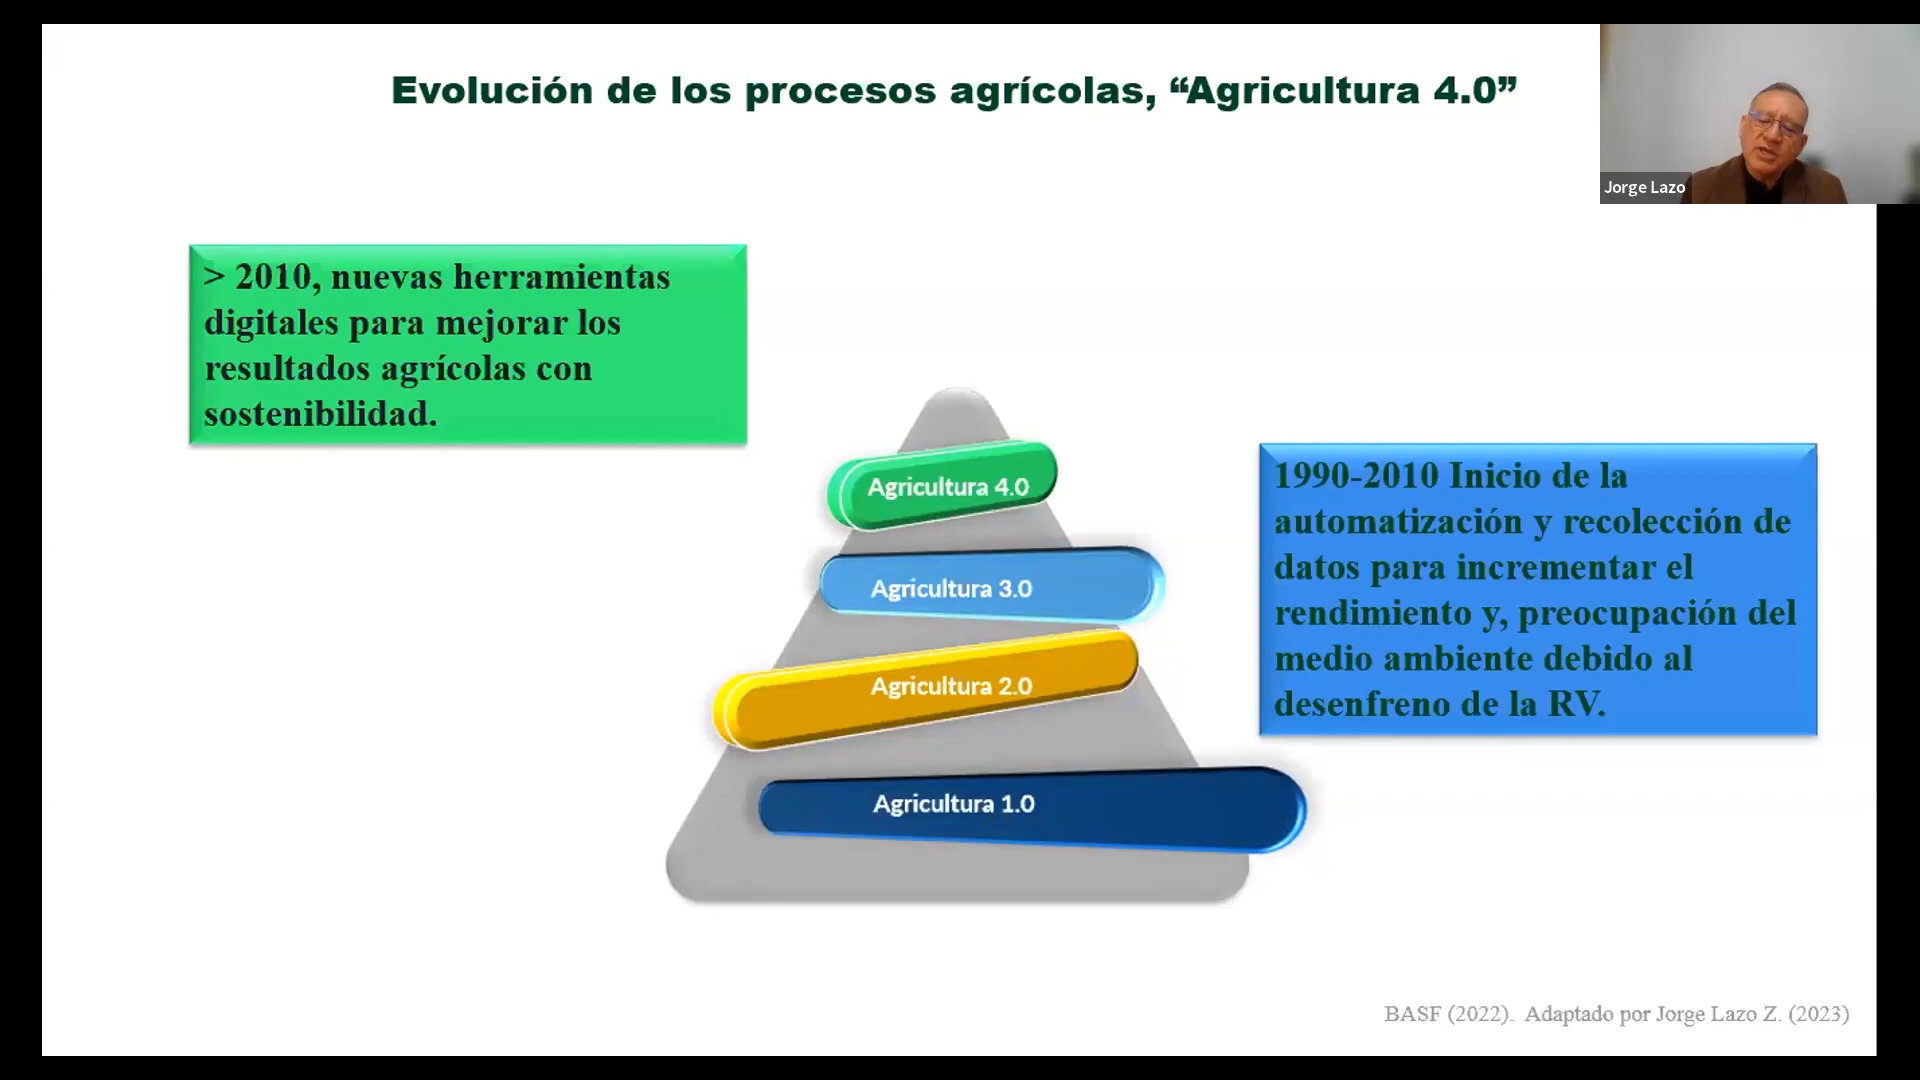 Evolución de los procesos agrícolas, “Agricultura 4.0”
Jorge Lazo
> 2010, nuevas herramientas
digitales para mejorar los
resultados agrícolas con
sostenibilidad.
Agricultura 4.0
Agricultura 3.0
Agricultura 2.0
Agricultura 1.0
1990-2010 Inicio de la
automatización y recolección de
datos para incrementar el
rendimiento y, preocupación del
medio ambiente debido al
desenfreno de la RV.
BASF (2022). Adaptado por Jorge Lazo Z. (2023)